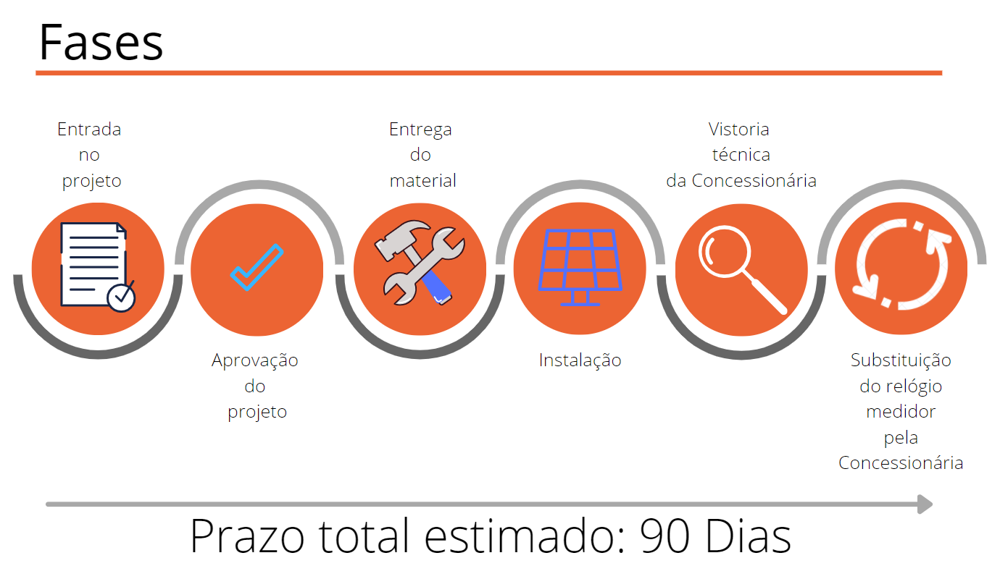 Fases
Entrada
no
projeto
Aprovação
do
projeto
Entrega
do
material
Instalação
Vistoria
técnica
da Concessionária
Substituição
do relógio
medidor
pela
Concessionária
Prazo total estimado: 90 Dias